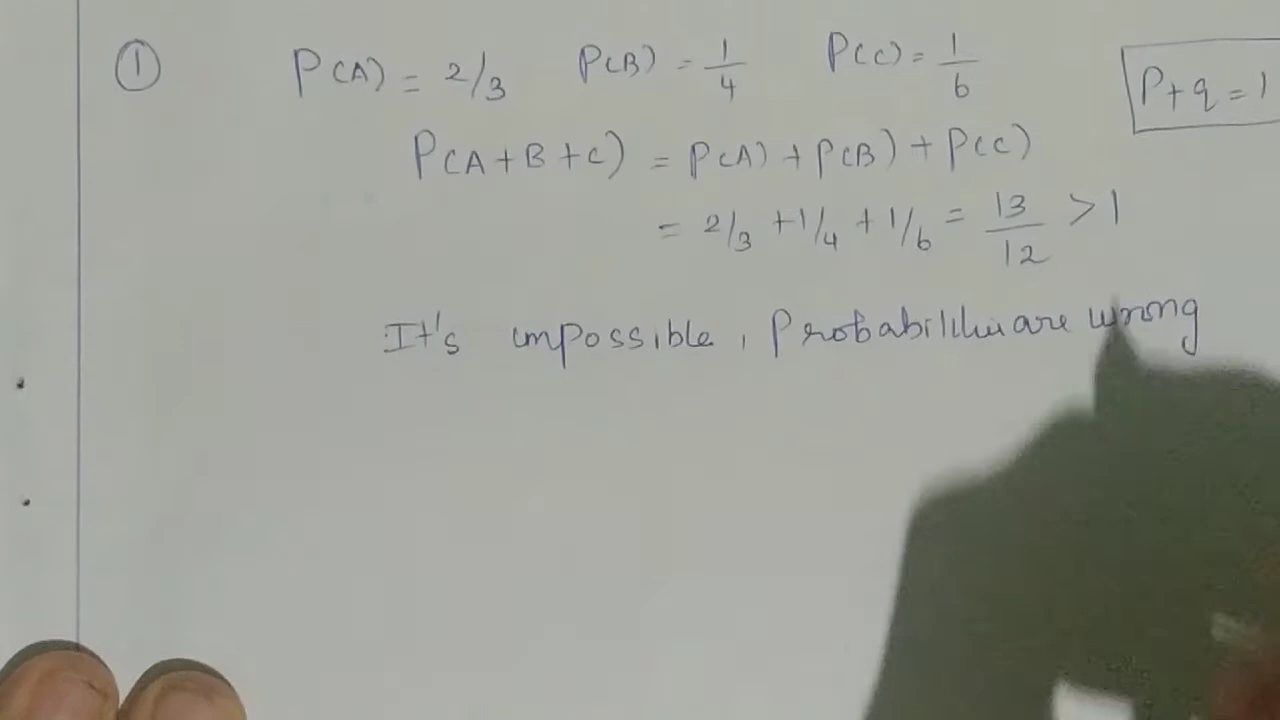 ① P(A) = 2/3 P(B) = 1/4 P(C) = 1/6
P+q = 1
P(A+B+C) = P(A) + P(B) + P(C)
= 2/3 + 1/4 + 1/6 = 13/12 > 1
It's impossible, Probabilities are wrong